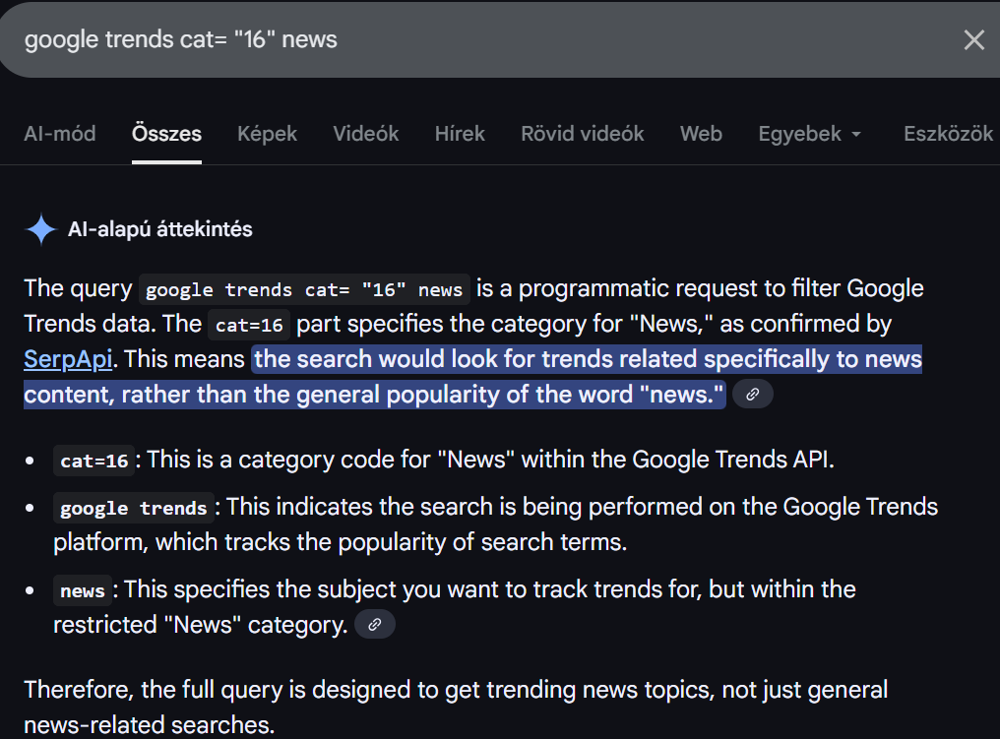 google trends cat= "16" news
AI-mód Összes Képek Videók Hírek Rövid videók Web Egyebek Eszközök
AI-alapú áttekintés
The query google trends cat= "16" news is a programmatic request to filter Google
Trends data. The cat=16 part specifies the category for "News," as confirmed by
SerpApi. This means the search would look for trends related specifically to news
content, rather than the general popularity of the word "news."
• cat=16: This is a category code for "News" within the Google Trends API.
• google trends: This indicates the search is being performed on the Google Trends
platform, which tracks the popularity of search terms.
• news: This specifies the subject you want to track trends for, but within the
restricted "News" category.
Therefore, the full query is designed to get trending news topics, not just general
news-related searches.